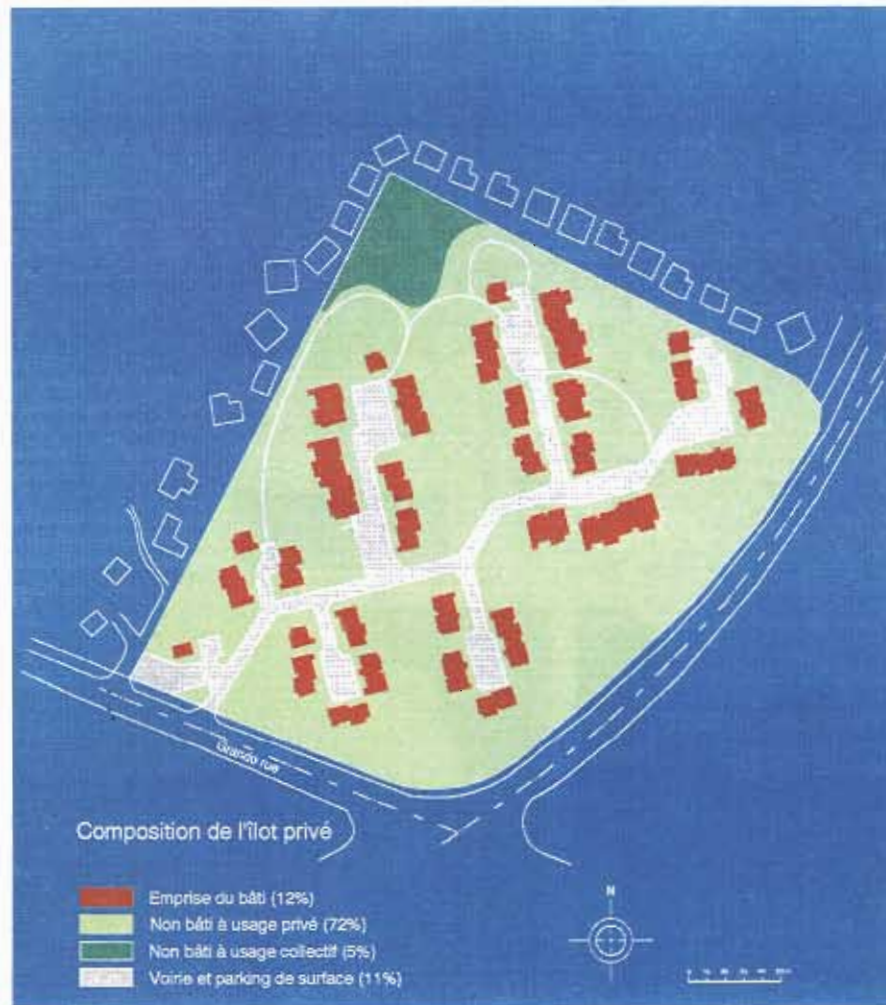 Grande rue
Composition de l'îlot privé
Emprise du bâti (12%)
Non bâti à usage privé (72%)
Non bâti à usage collectif (5%)
Voirie et parking de surface (11%)
N